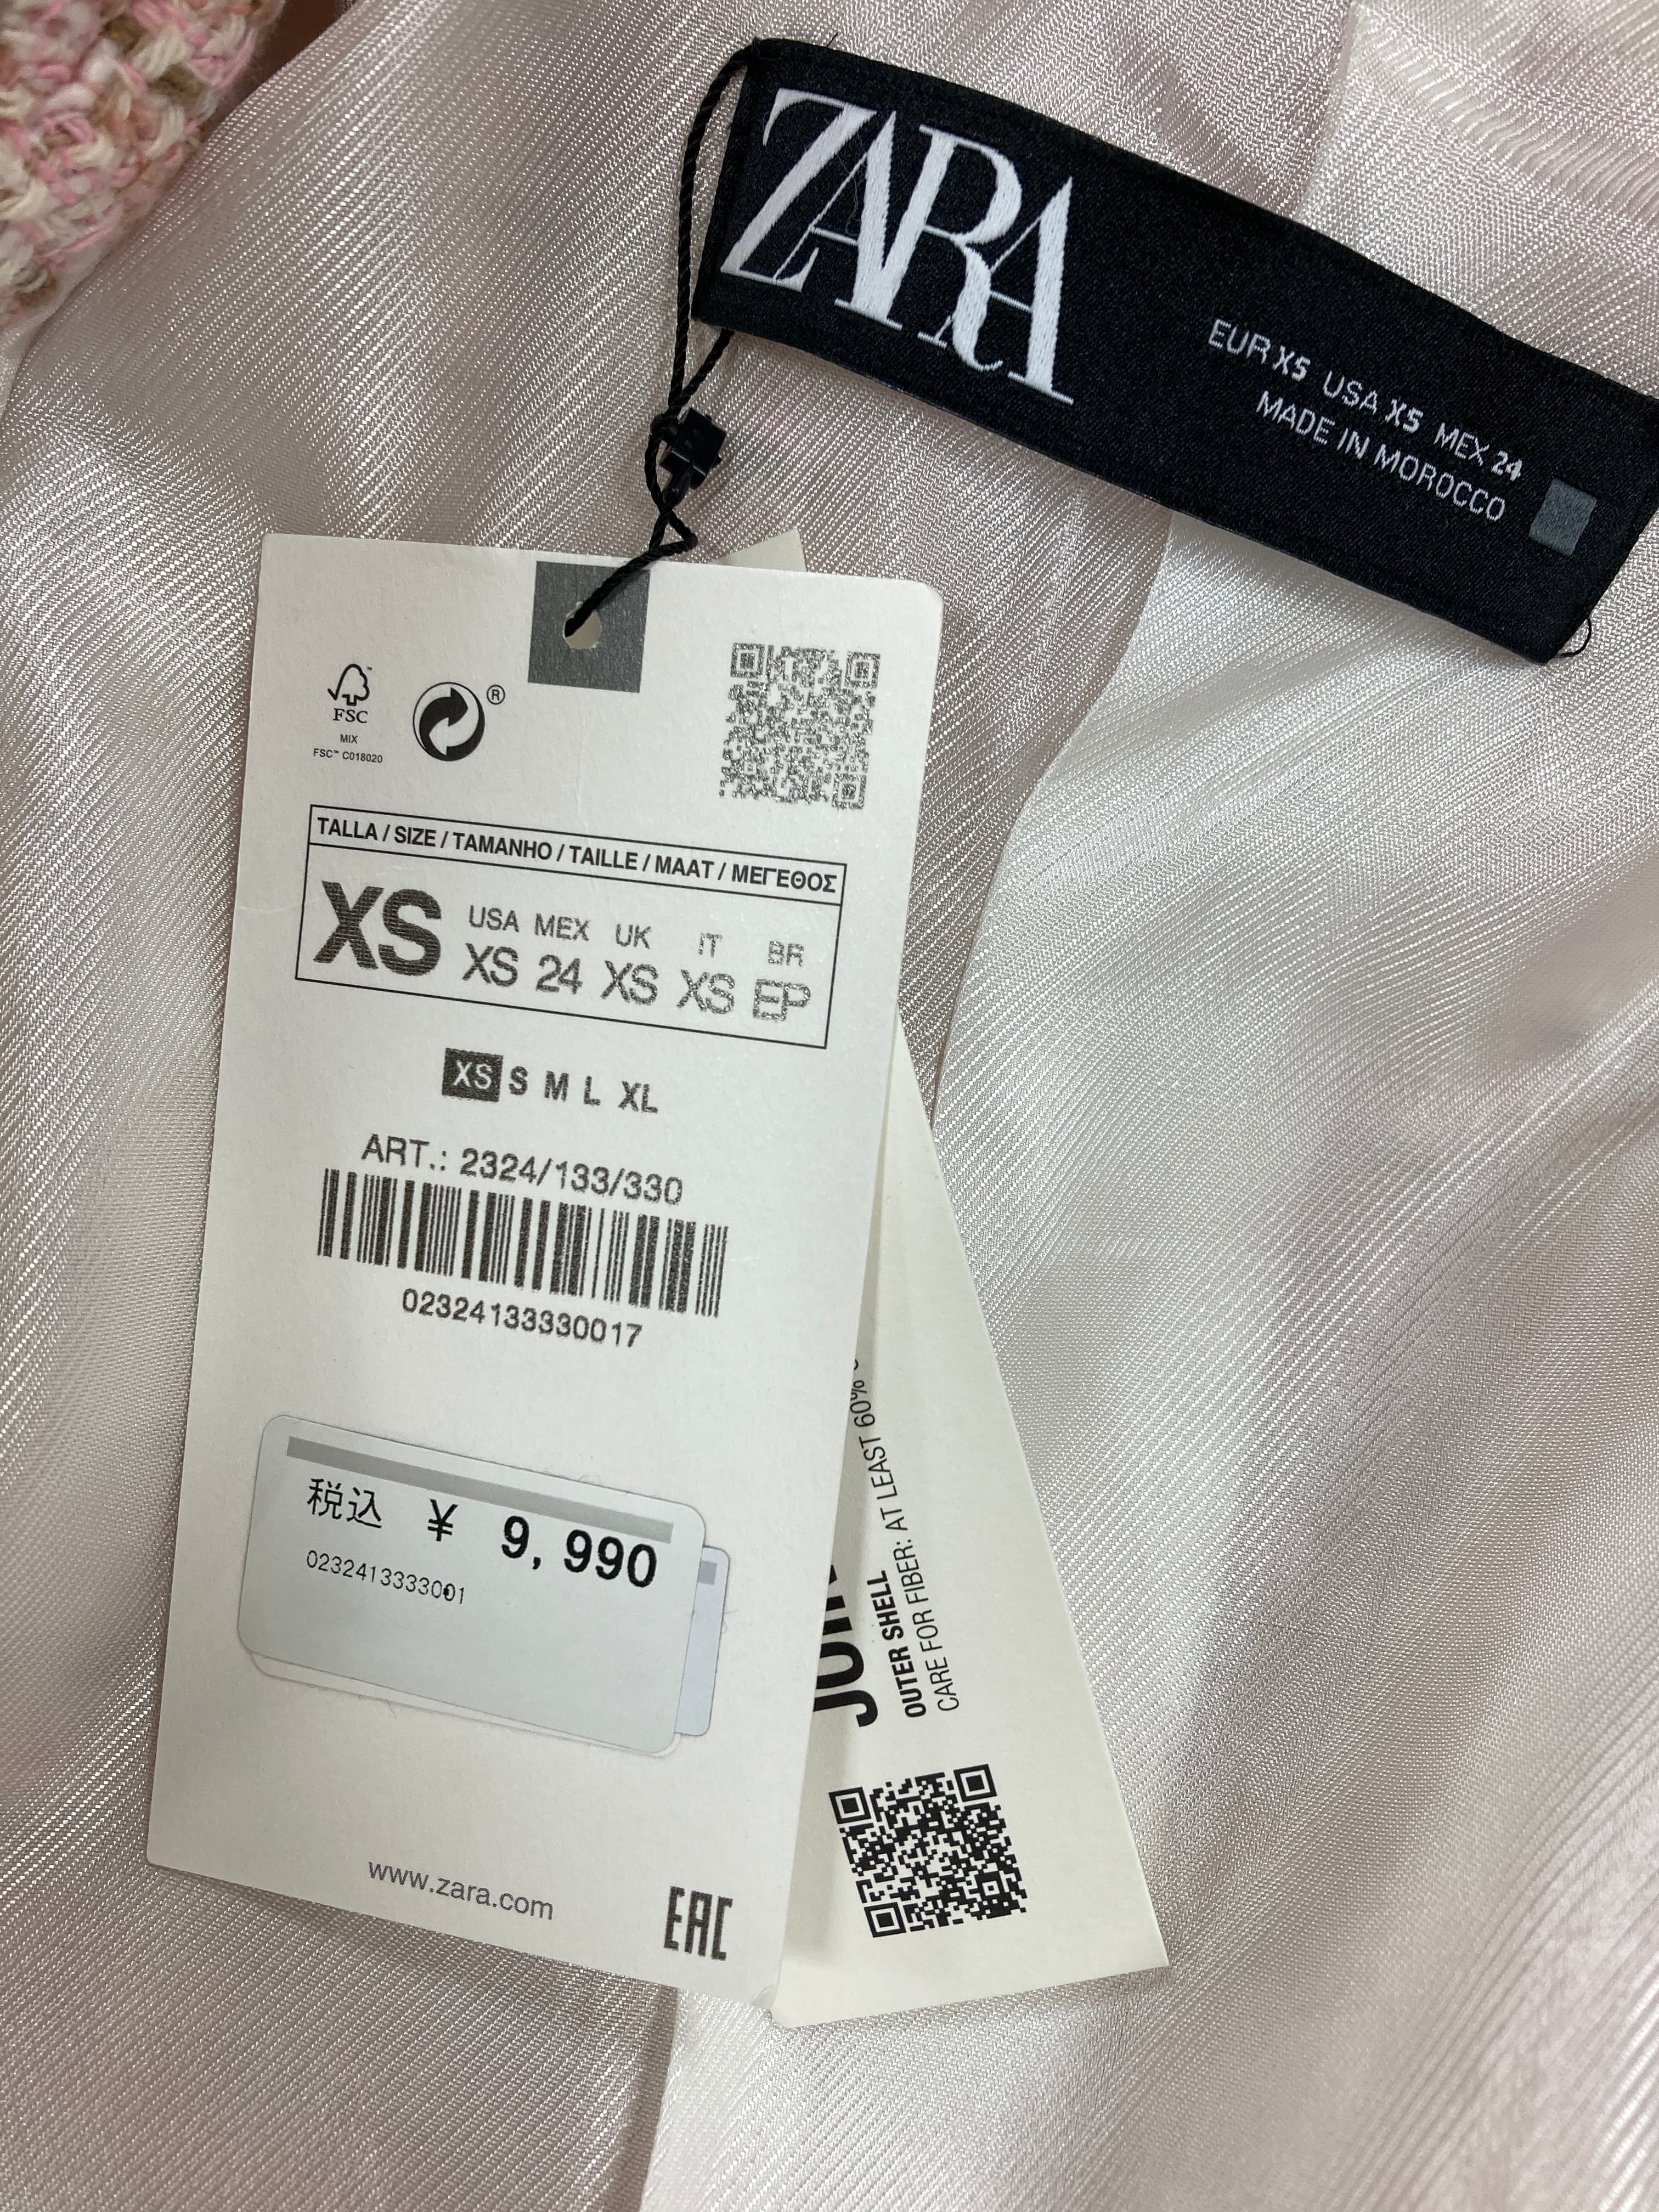 ZARA
EUR XS USA XS MEX 24
MADE IN MOROCCO
FSC
MIX
FSC™ C018020
®
TALLA / SIZE / TAMANHO / TAILLE / MAAT / ΜΕΓΕΘΟΣ
USA MEX UK IT BR
XS XS 24 XS XS EP
XS S M L XL
ART.: 2324/133/330
02324133330017
税込 ¥ 9,990
0232413333001
www.zara.com
EAC
OUTER SHELL
CARE FOR FIBER: AT LEAST 60%